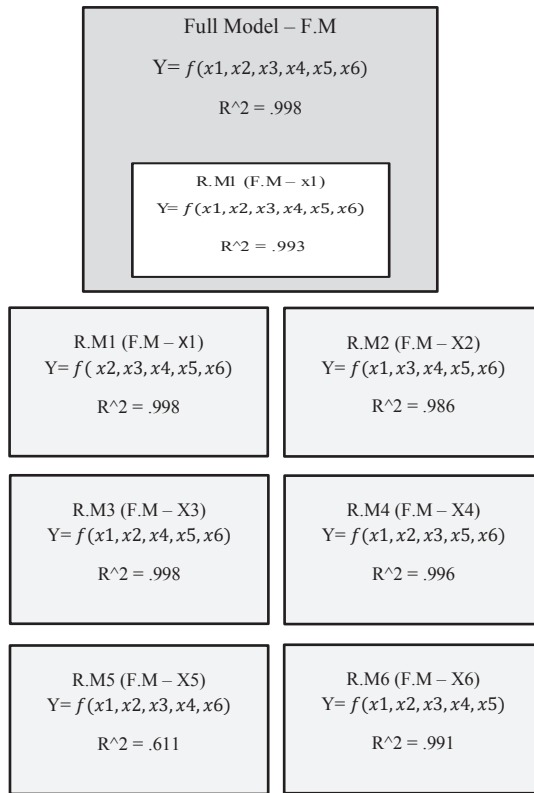 Full Model – F.M
Y= f(x1, x2, x3, x4, x5, x6)
R^2 = .998
R.M1 (F.M – x1)
Y= f(x1, x2, x3, x4, x5, x6)
R^2 = .993
R.M1 (F.M – X1)
Y= f( x2, x3, x4, x5, x6)
R^2 = .998
R.M2 (F.M – X2)
Y= f(x1, x3, x4, x5, x6)
R^2 = .986
R.M3 (F.M – X3)
Y= f(x1, x2, x4, x5, x6)
R^2 = .998
R.M4 (F.M – X4)
Y= f(x1, x2, x3, x5, x6)
R^2 = .996
R.M5 (F.M – X5)
Y= f(x1, x2, x3, x4, x6)
R^2 = .611
R.M6 (F.M – X6)
Y= f(x1, x2, x3, x4, x5)
R^2 = .991